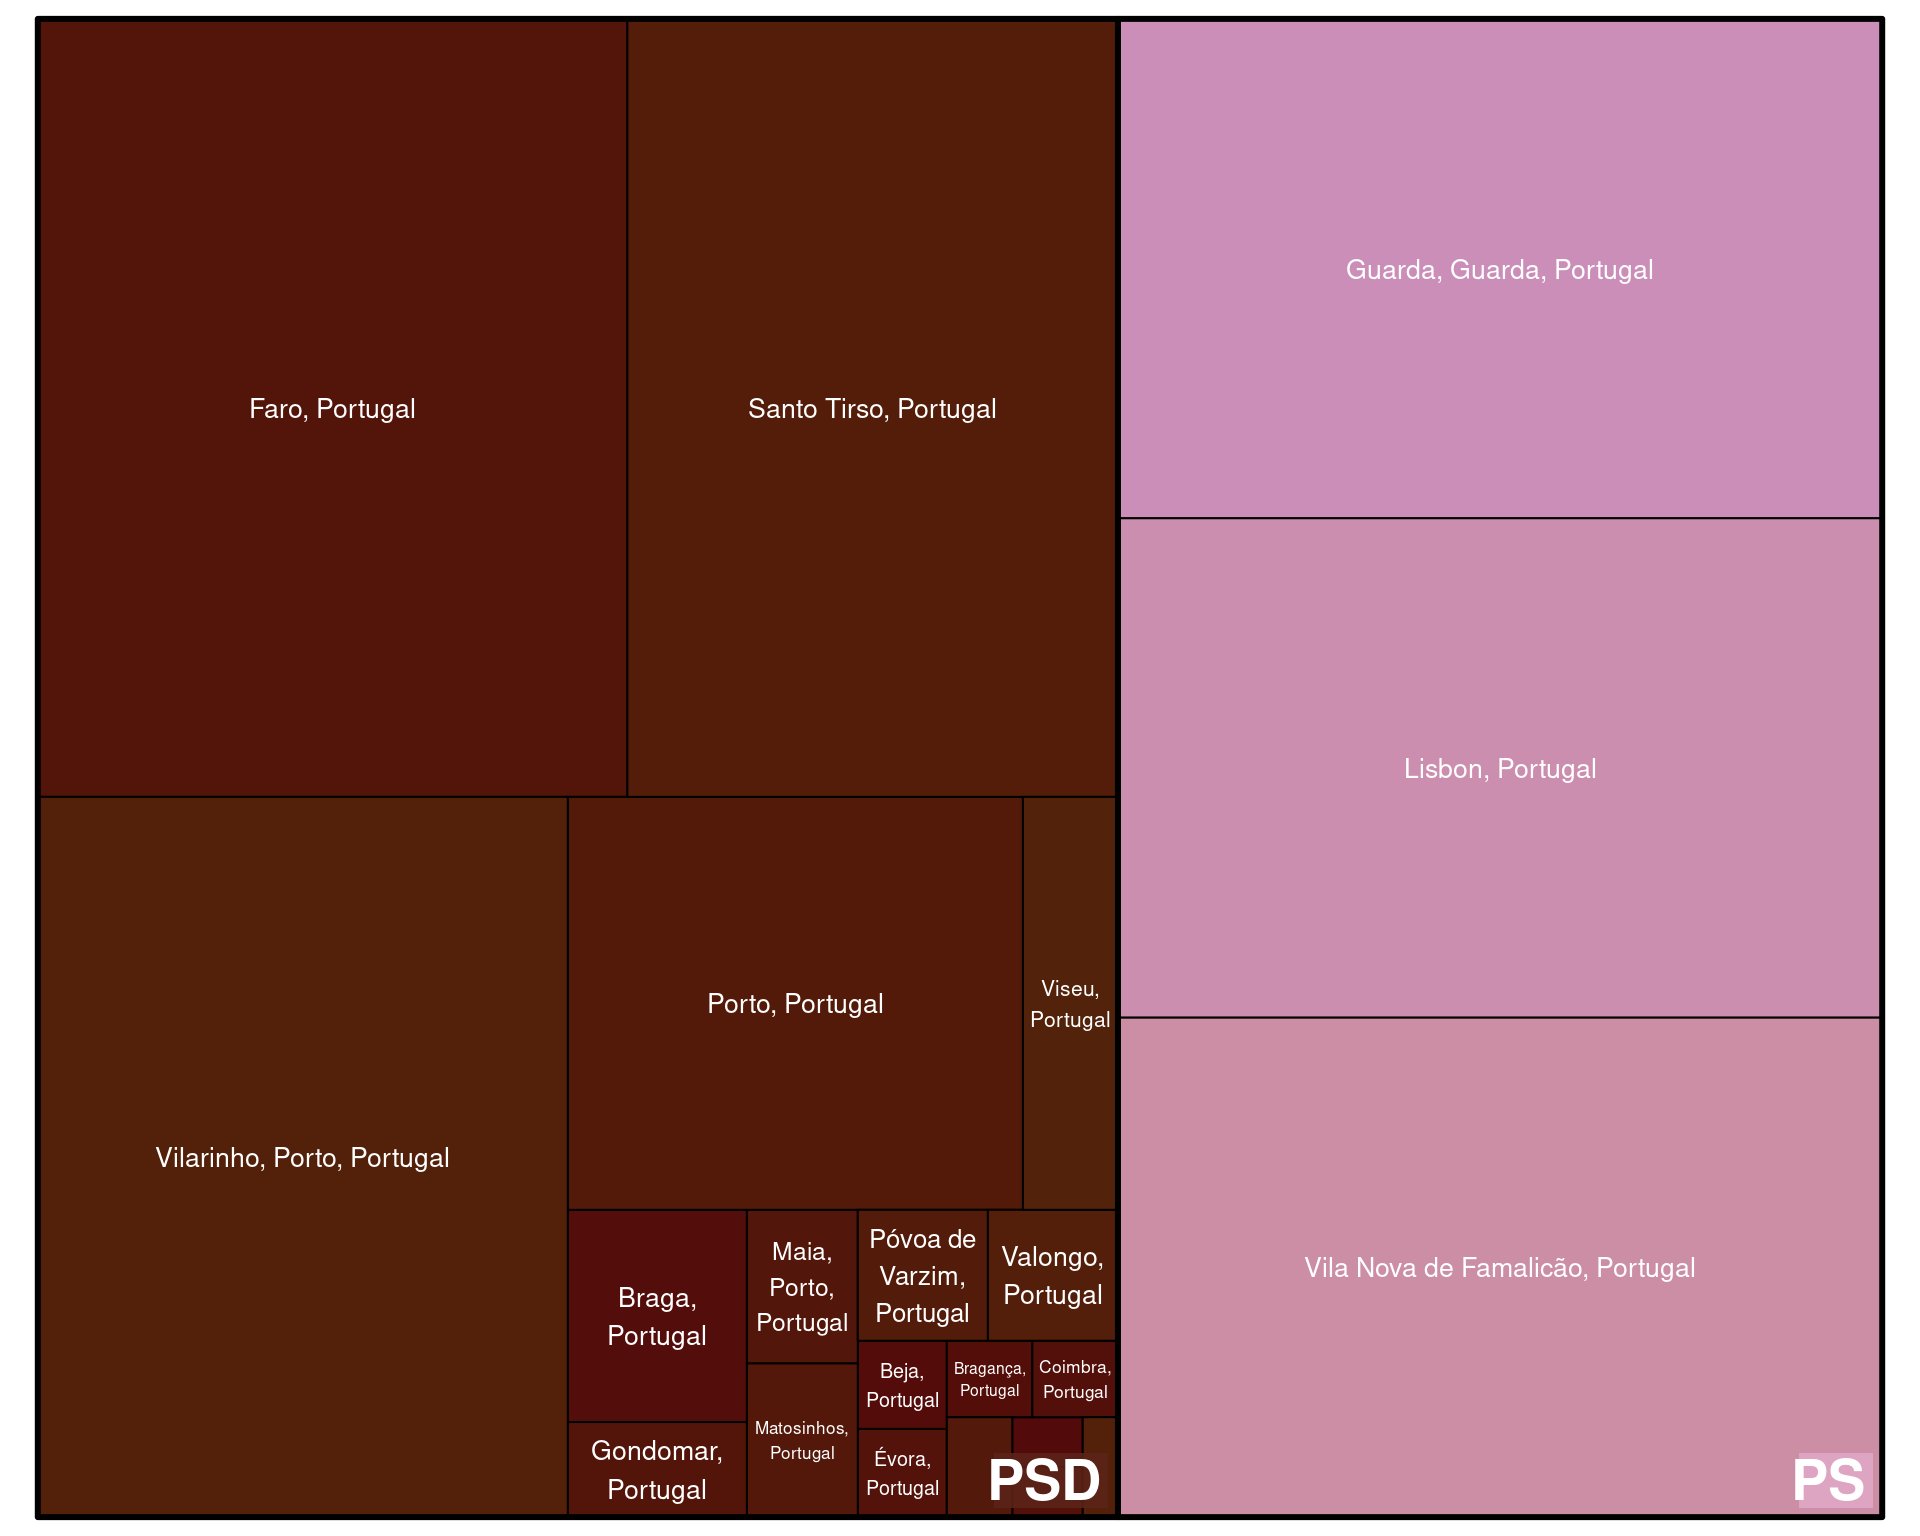 Faro, Portugal
Santo Tirso, Portugal
Guarda, Guarda, Portugal
Lisbon, Portugal
Vilarinho, Porto, Portugal
Porto, Portugal
Viseu,
Portugal
Vila Nova de Famalicão, Portugal
Braga,
Portugal
Maia,
Porto,
Portugal
Póvoa de
Varzim,
Portugal
Valongo,
Portugal
Beja,
Portugal
Bragança,
Portugal
Coimbra,
Portugal
Gondomar,
Portugal
Matosinhos,
Portugal
Évora,
Portugal
PSD
PS